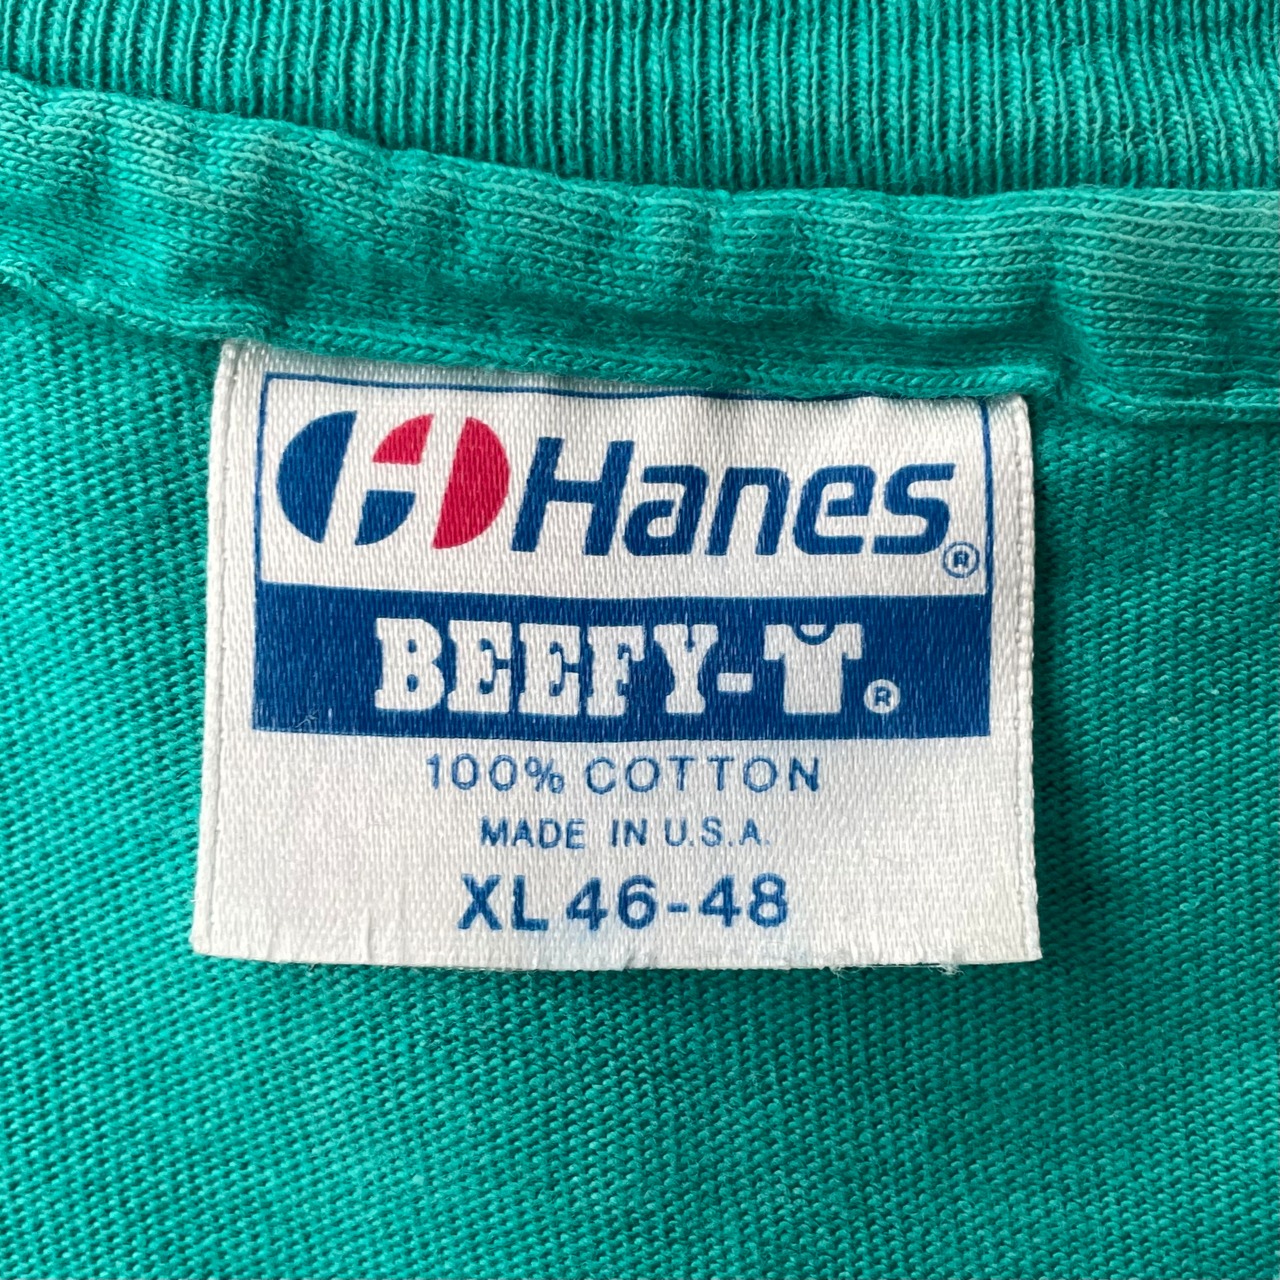 Hanes®
BEEFY-T®
100% COTTON
MADE IN U.S.A.
XL 46-48